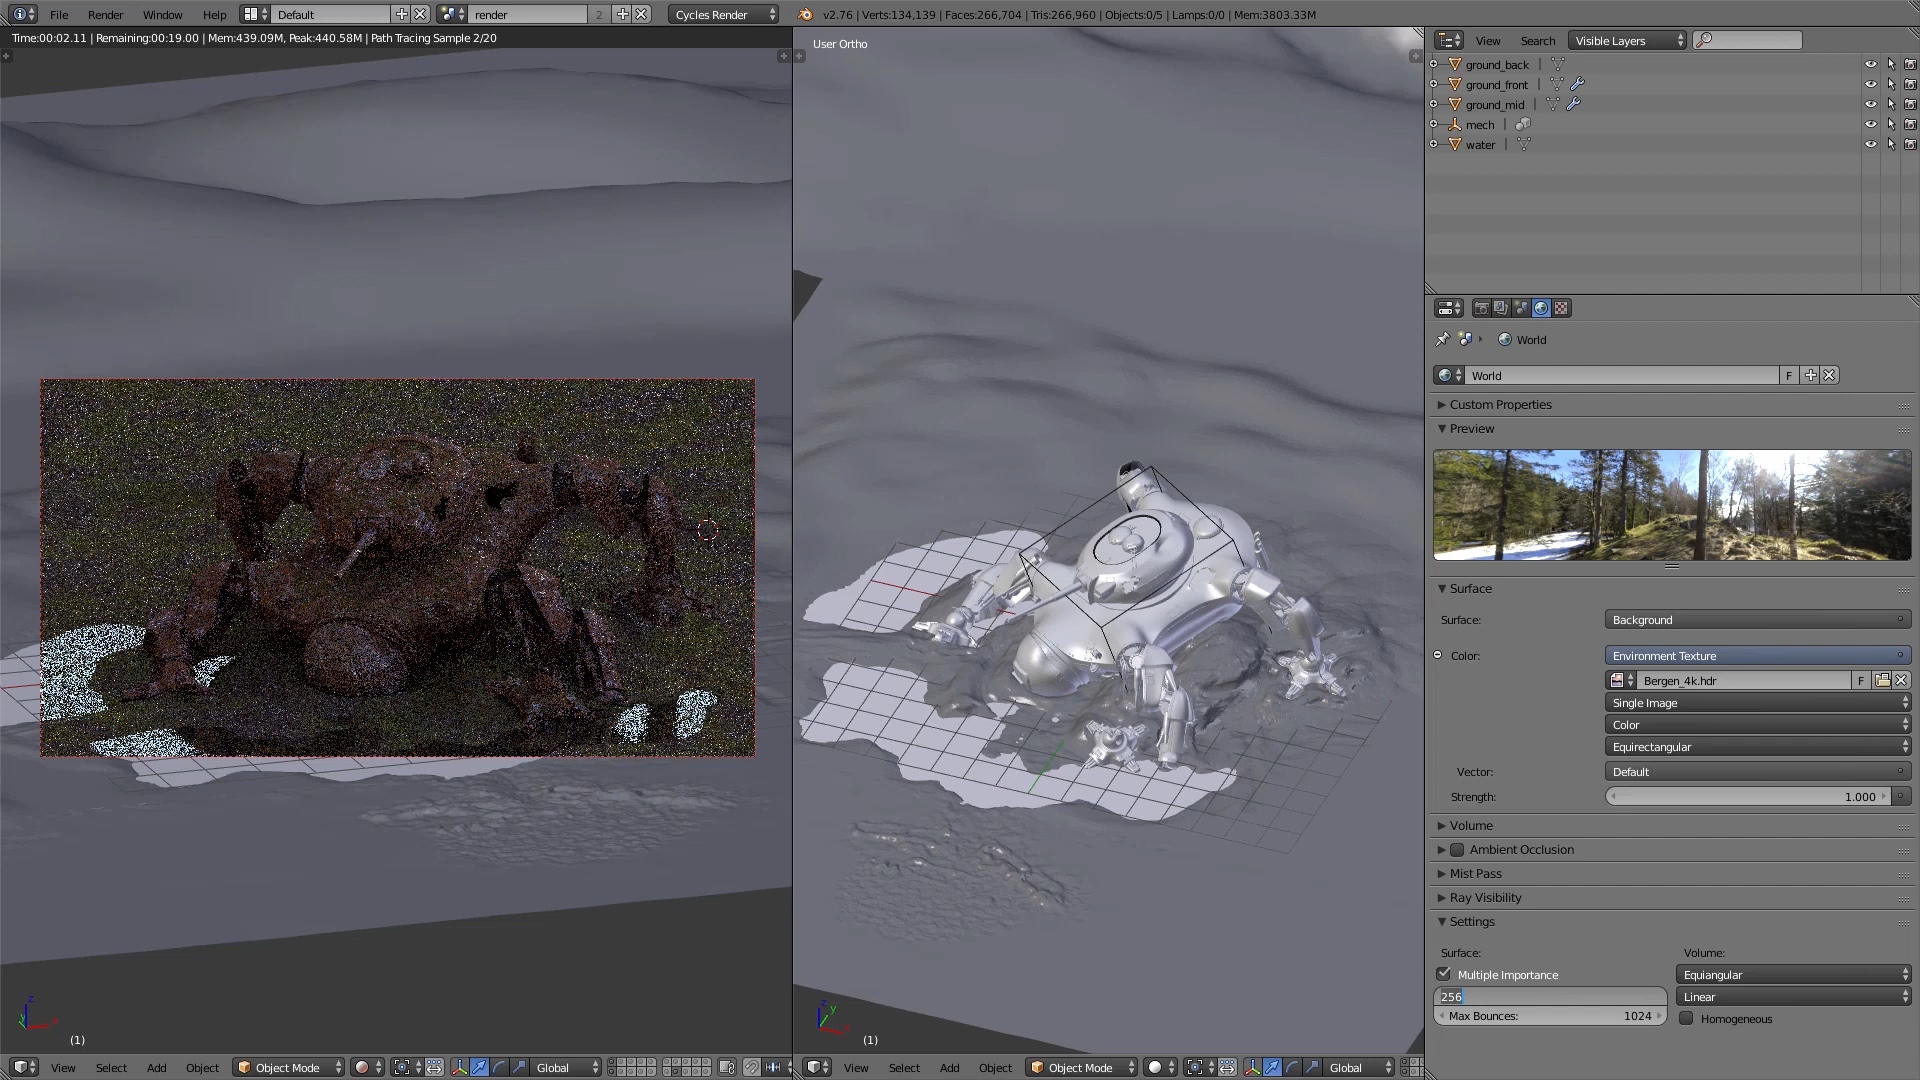 File Render Window Help Default render 2 Cycles Render v2.76 | Verts:134,139 | Faces:266,704 | Tris:266,960 | Objects:0/5 | Lamps:0/0 | Mem:3803.33M
Time:00:02.11 | Remaining:00:19.00 | Mem:439.09M, Peak:440.58M | Path Tracing Sample 2/20
User Ortho
View Search Visible Layers
ground_back
ground_front
ground_mid
mech
water
World
World F
Custom Properties
Preview
Surface
Surface: Background
Color: Environment Texture
Bergen_4k.hdr F
Single Image
Color
Equirectangular
Vector: Default
Strength: 1.000
Volume
Ambient Occlusion
Mist Pass
Ray Visibility
Settings
Surface: Volume:
Multiple Importance Equiangular
256 Linear
Max Bounces: 1024 Homogeneous
z
y
x
(1)
z
y
x
(1)
View Select Add Object Object Mode Global
View Select Add Object Object Mode Global